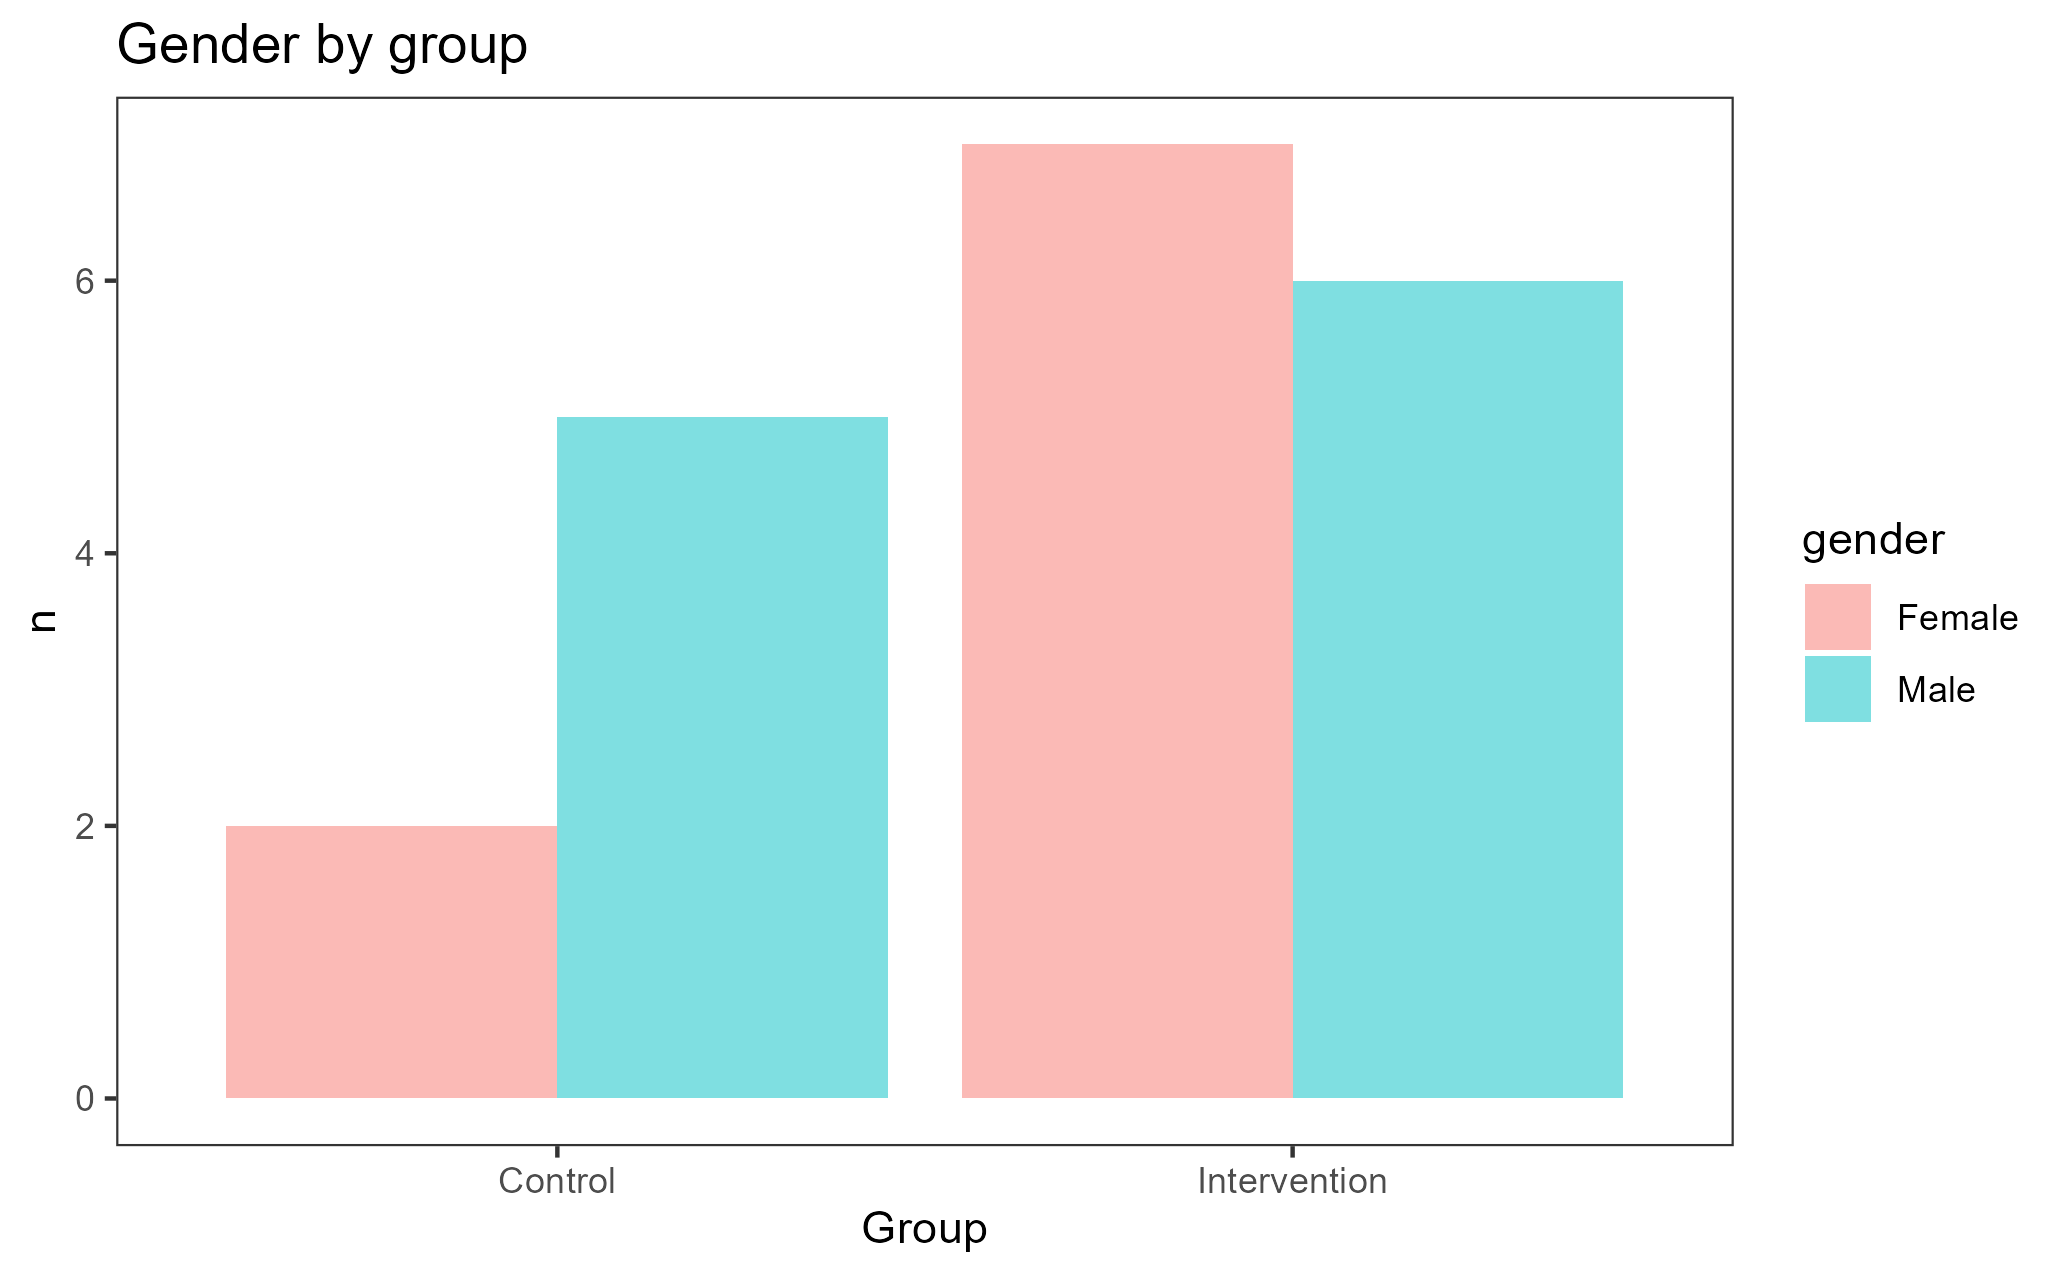 Gender by group
6
4
2
0
n
Control
Intervention
Group
gender
Female
Male